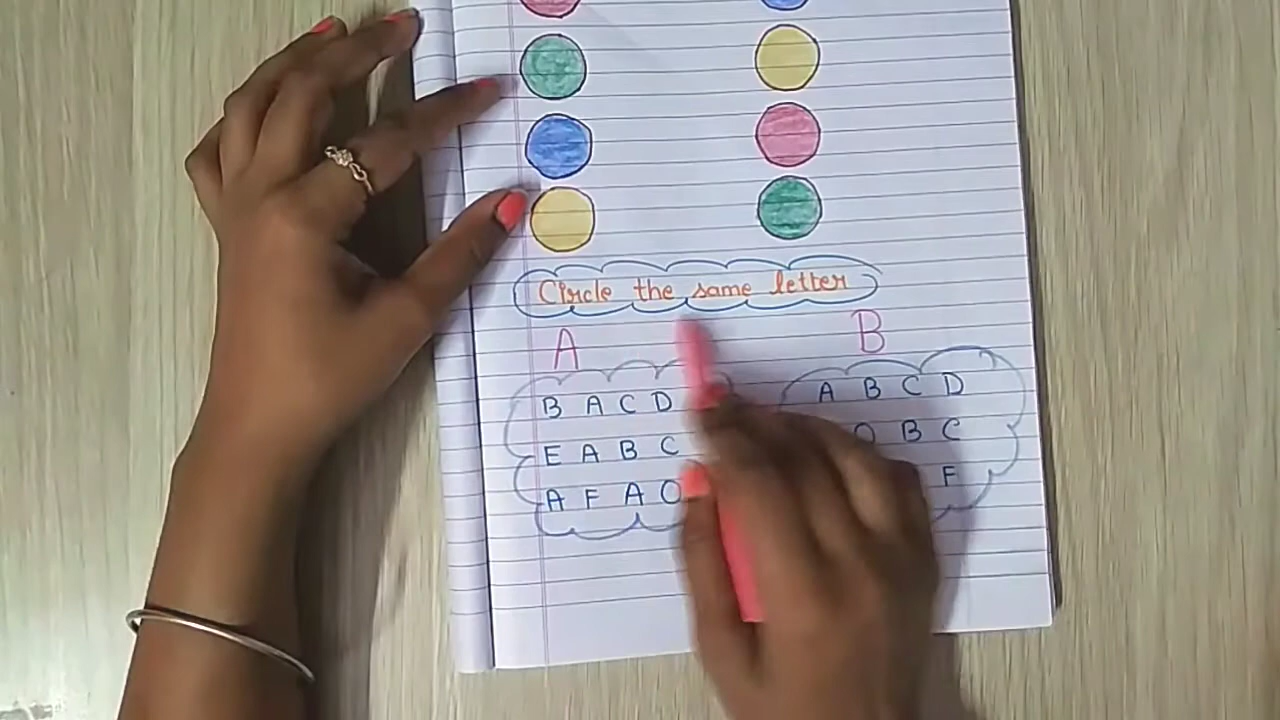 Circle the same letter
A B
B A C D
E A B C
A F A O
A B C D
O B C
F